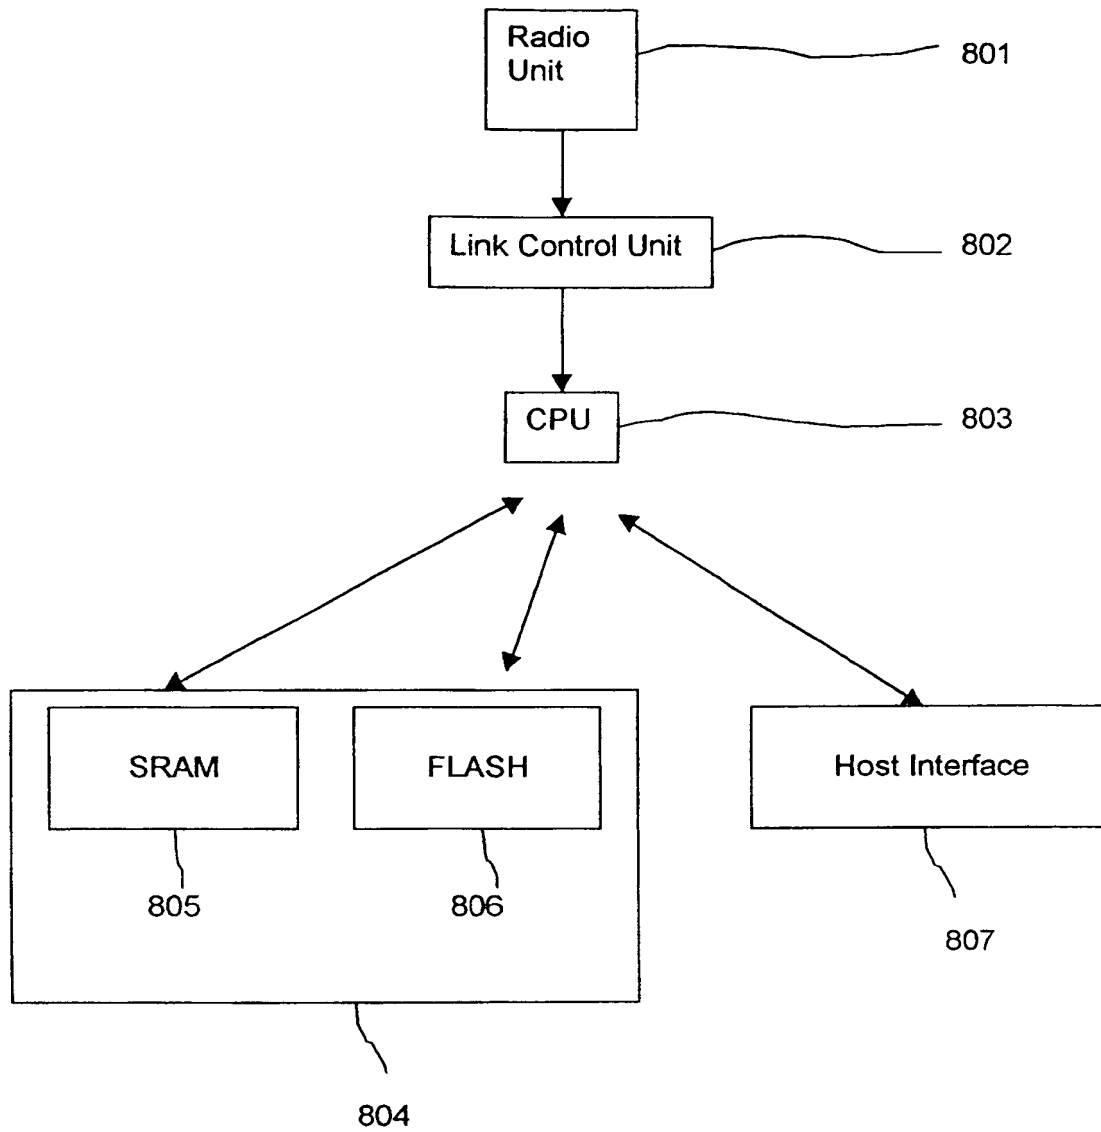 Radio
Unit
801
Link Control Unit
802
CPU
803
SRAM
FLASH
Host Interface
805
806
807
804